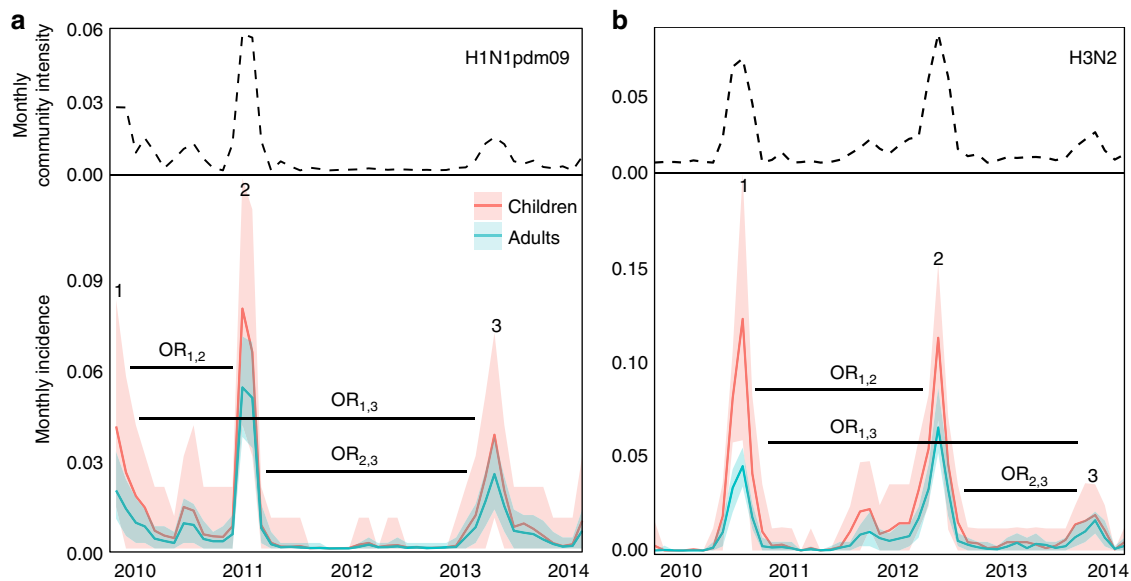 a
b
Monthly
community intensity
0.06
0.03
0.00
H1N1pdm09
0.05
0.00
H3N2
Monthly incidence
0.09
0.06
0.03
0.00
1
2
3
Children
Adults
OR1,2
OR1,3
OR2,3
2010
2011
2012
2013
2014
0.15
0.10
0.05
0.00
1
2
3
OR1,2
OR1,3
OR2,3
2010
2011
2012
2013
2014